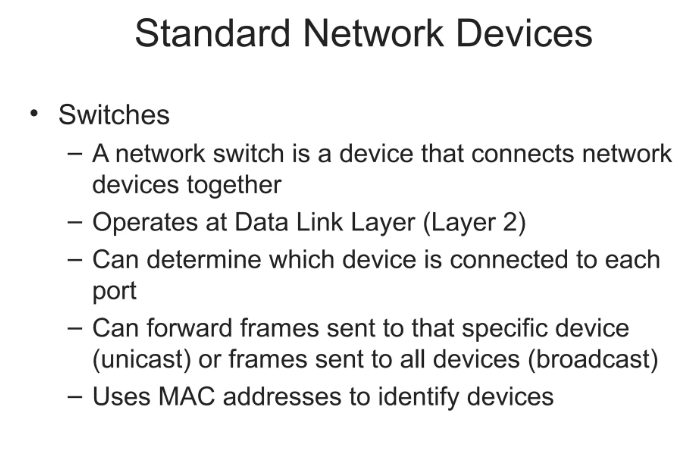 Standard Network Devices
• Switches
– A network switch is a device that connects network
devices together
– Operates at Data Link Layer (Layer 2)
– Can determine which device is connected to each
port
– Can forward frames sent to that specific device
(unicast) or frames sent to all devices (broadcast)
– Uses MAC addresses to identify devices